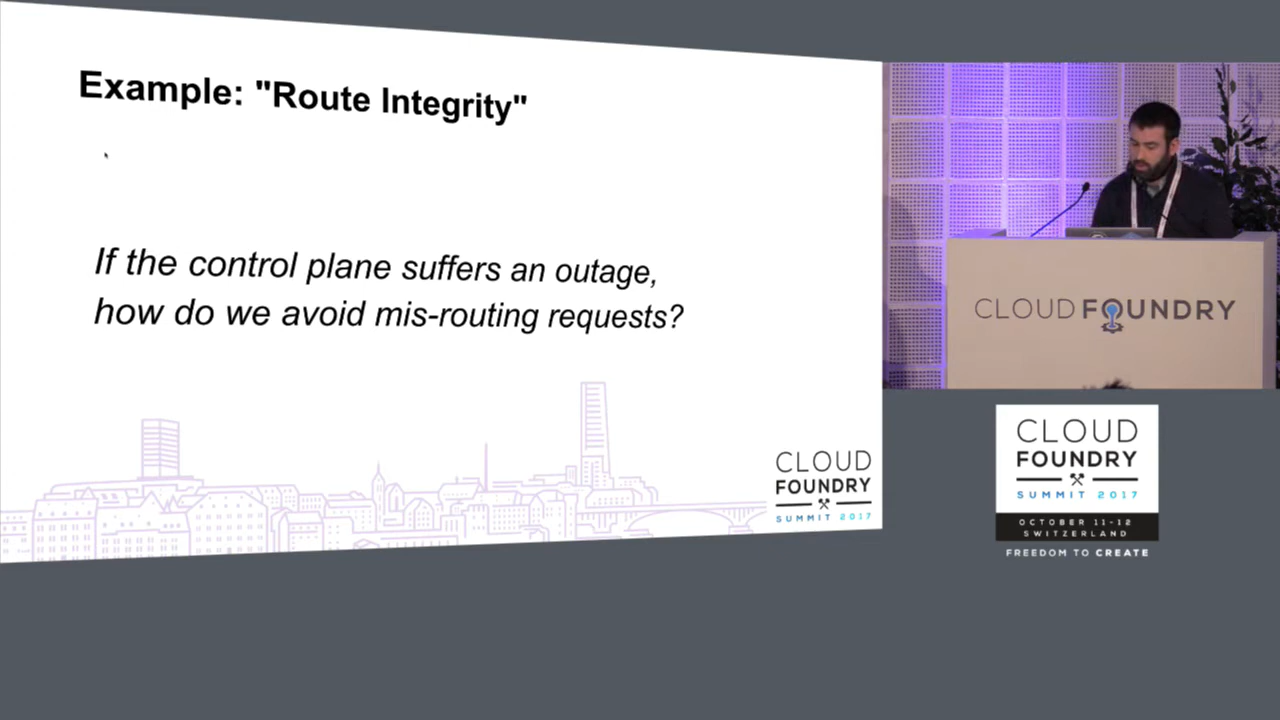 Example: "Route Integrity"
If the control plane suffers an outage,
how do we avoid mis-routing requests?
CLOUD
FOUNDRY
SUMMIT 2017
CLOUD FOUNDRY
CLOUD
FOUNDRY
SUMMIT 2017
OCTOBER 11-12
SWITZERLAND
FREEDOM TO CREATE